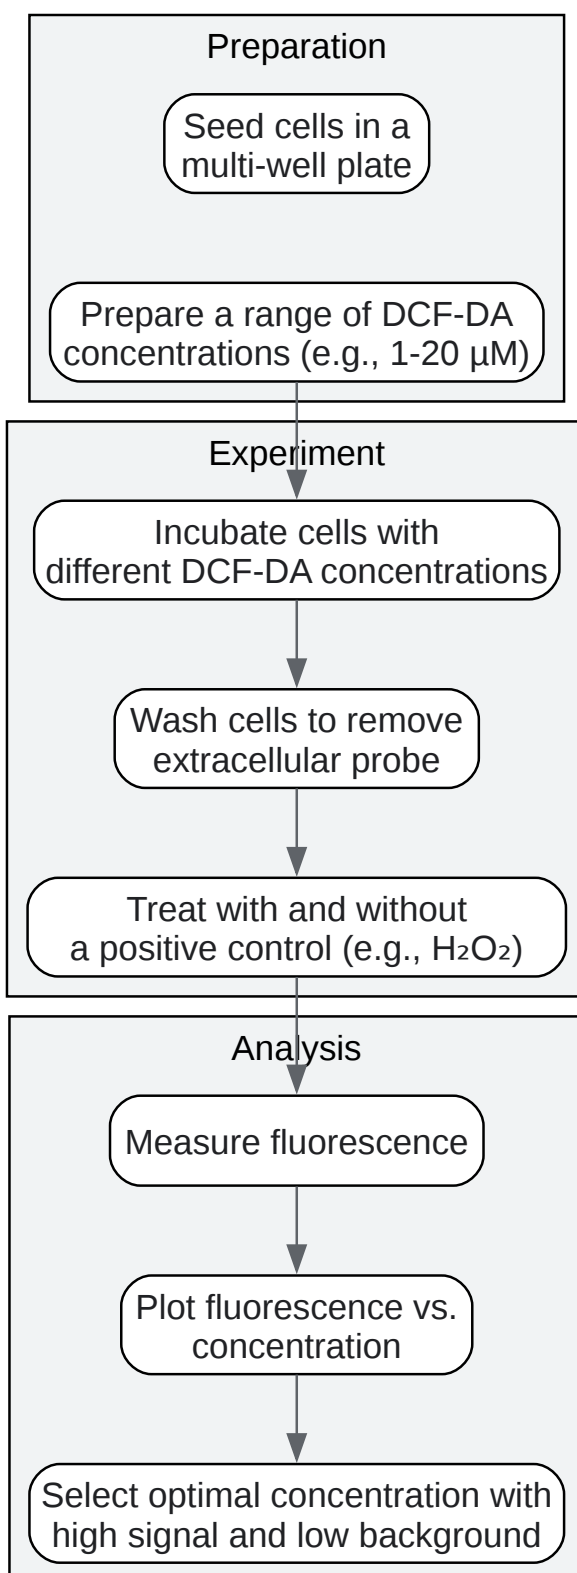 Preparation
Seed cells in a
multi-well plate
Prepare a range of DCF-DA
concentrations (e.g., 1-20 µM)
Experiment
Incubate cells with
different DCF-DA concentrations
Wash cells to remove
extracellular probe
Treat with and without
a positive control (e.g., H₂O₂)
Analysis
Measure fluorescence
Plot fluorescence vs.
concentration
Select optimal concentration with
high signal and low background